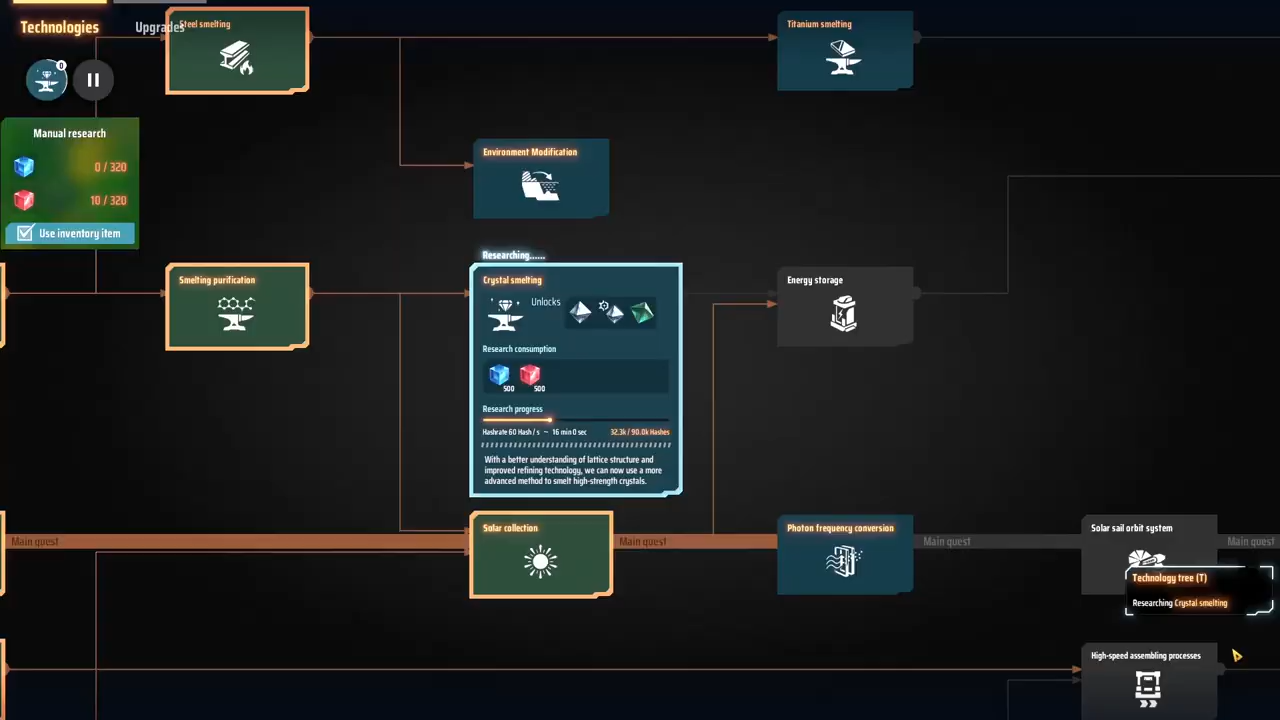 Technologies
Upgrades
Steel smelting
Titanium smelting
0
Manual research
0 / 320
10 / 320
Use inventory item
Environment Modification
Researching......
Smelting purification
Crystal smelting
Unlocks
Energy storage
Research consumption
500
500
Research progress
Hashrate 60 Hash / s ~ 16 min 0 sec
32.3k / 90.0k Hashes
With a better understanding of lattice structure and
improved refining technology, we can now use a more
advanced method to smelt high-strength crystals.
Solar collection
Photon frequency conversion
Solar sail orbit system
Main quest
Main quest
Main quest
Main quest
Technology tree (T)
Researching Crystal smelting
High-speed assembling processes